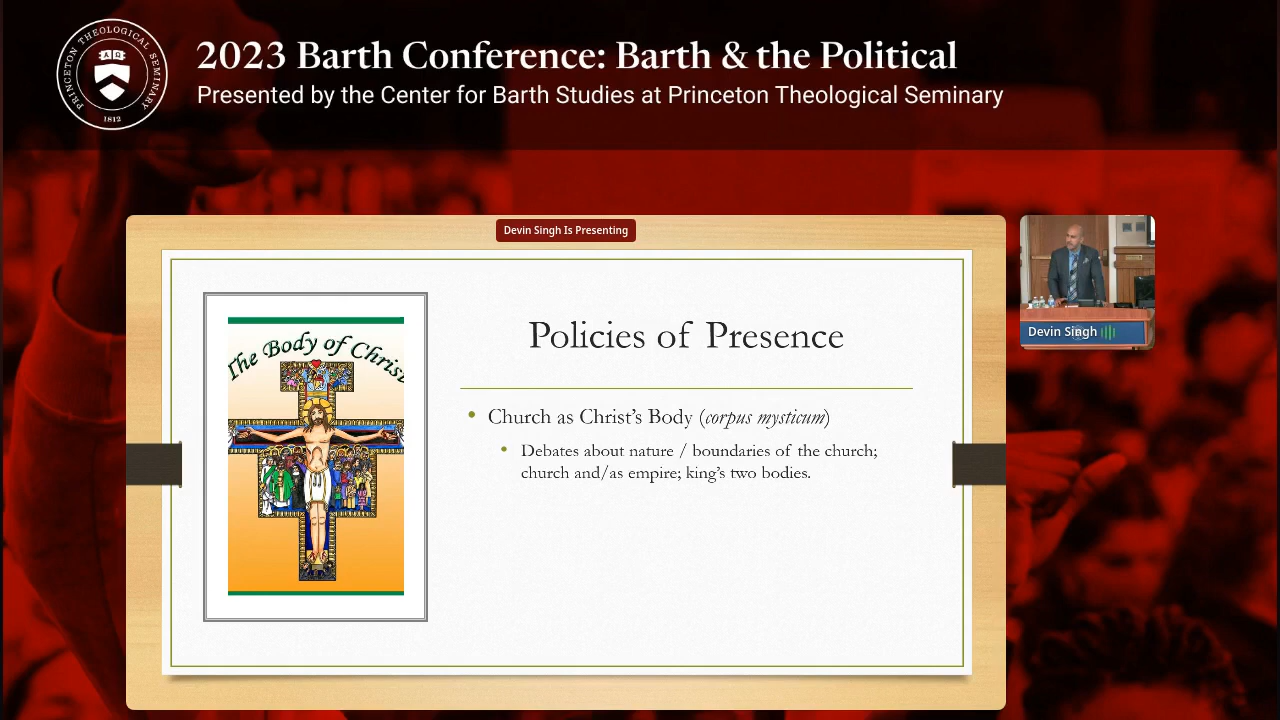 PRINCETON THEOLOGICAL SEMINARY
1812
2023 Barth Conference: Barth & the Political
Presented by the Center for Barth Studies at Princeton Theological Seminary
Devin Singh Is Presenting
The Body of Christ
Policies of Presence
• Church as Christ's Body (corpus mysticum)
• Debates about nature / boundaries of the church;
church and/as empire; king's two bodies.
Devin Singh